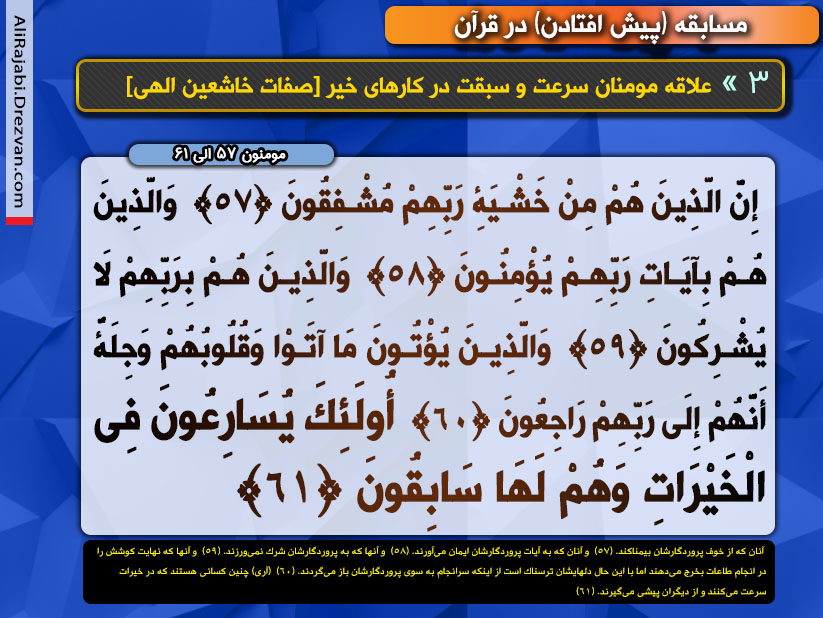 مسابقه (پیش افتادن) در قرآن
۳ » علاقه مومنان سرعت و سبقت در کارهای خیر [صفات خاشعین الهی]
مومنون ۵۷ الی ۶۱
إِنَّ الَّذِينَ هُمْ مِنْ خَشْيَةِ رَبِّهِمْ مُشْفِقُونَ ﴿۵۷﴾ وَالَّذِينَ
هُمْ بِآيَاتِ رَبِّهِمْ يُؤْمِنُونَ ﴿۵۸﴾ وَالَّذِينَ هُمْ بِرَبِّهِمْ لَا
يُشْرِكُونَ ﴿۵۹﴾ وَالَّذِينَ يُؤْتُونَ مَا آتَوْا وَقُلُوبُهُمْ وَجِلَةٌ
أَنَّهُمْ إِلَى رَبِّهِمْ رَاجِعُونَ ﴿۶۰﴾ أُولَئِكَ يُسَارِعُونَ فِي
الْخَيْرَاتِ وَهُمْ لَهَا سَابِقُونَ ﴿۶۱﴾
آنان که از خوف پروردگارشان بیمناکند. (۵۷) و آنان که به آیات پروردگارشان ایمان می‌آورند. (۵۸) و آنها که به پروردگارشان شرک نمی‌ورزند. (۵۹) و آنها که نهایت کوشش را
در انجام طاعات بخرج می‌دهند اما با این حال دلهایشان ترسناک است از اینکه سرانجام به سوی پروردگارشان باز می‌گردند. (۶۰) (آری) چنین کسانی هستند که در خیرات
سرعت می‌کنند و از دیگران پیشی می‌گیرند. (۶۱)
AliRajabi.Drezvan.com